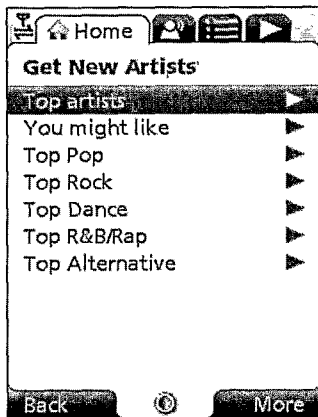 Home
Get New Artists
Top artists
You might like
Top Pop
Top Rock
Top Dance
Top R&B/Rap
Top Alternative
Back More